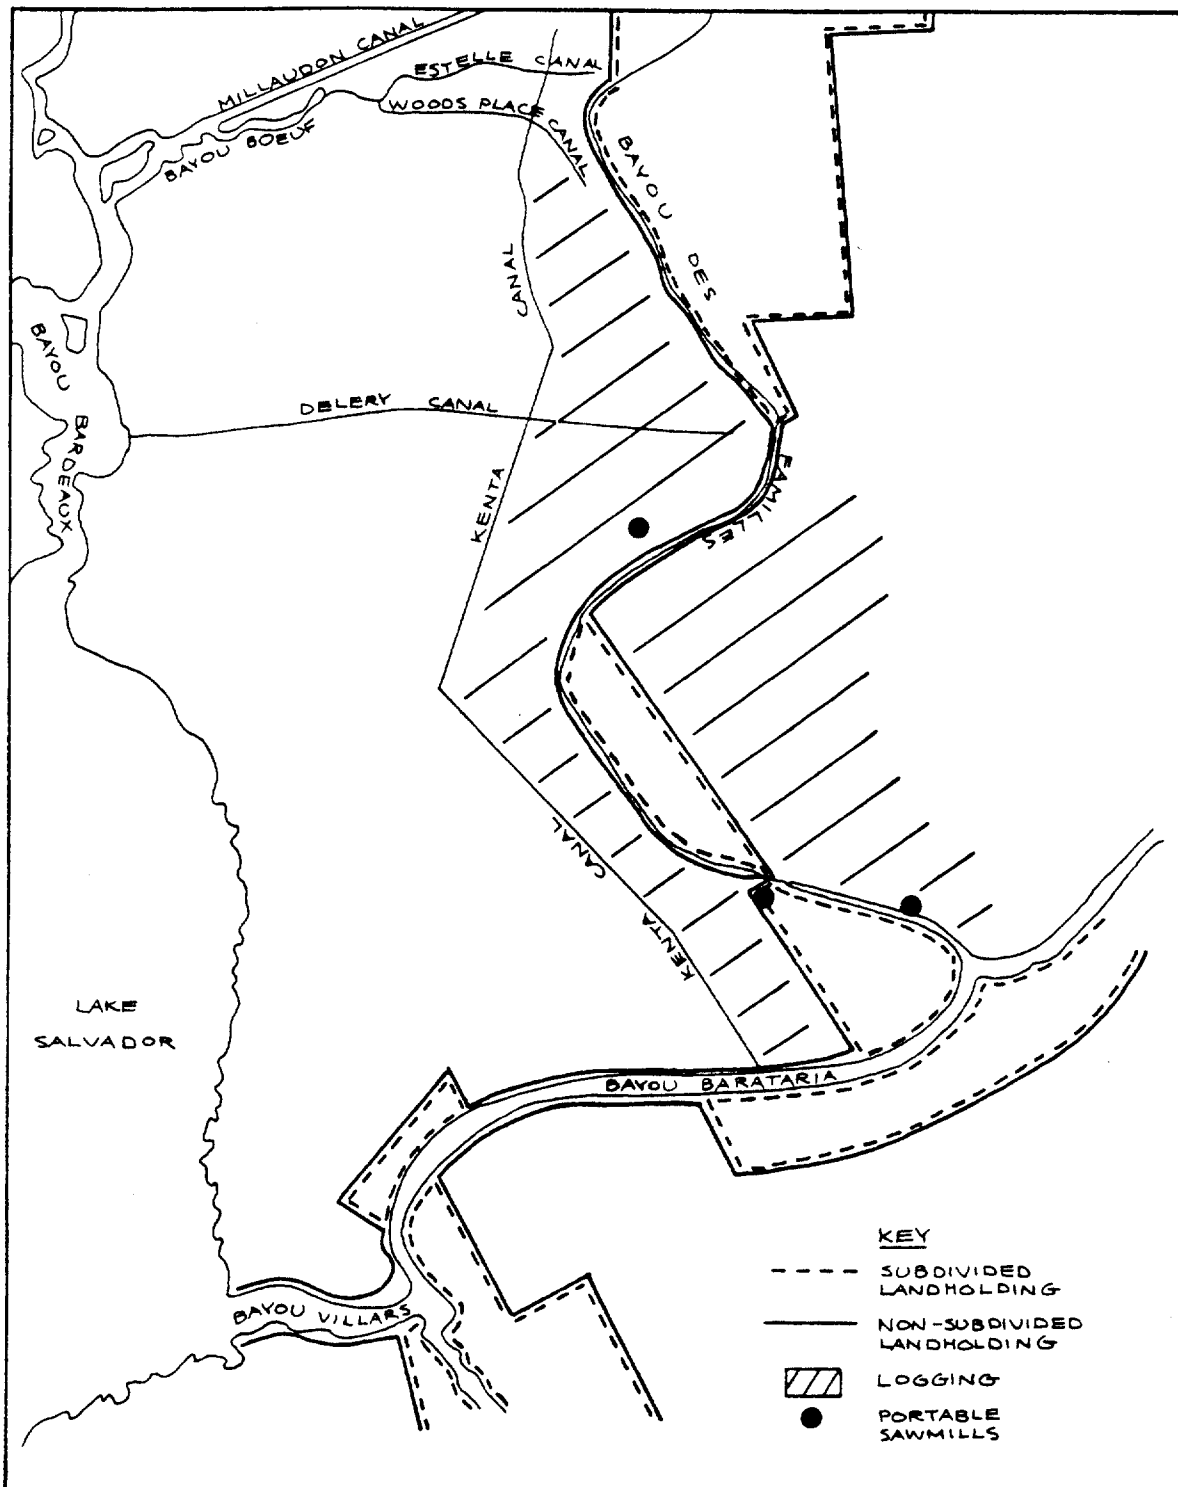 MILLAUDON CANAL
ESTELLE CANAL
WOODS PLACE CANAL
BAYOU BOEUF
BAYOU DES FAMILLES
KENTA CANAL
BAYOU BARDEAUX
DELERY CANAL
KENTA CANAL
LAKE
SALVADOR
BAYOU BARATARIA
BAYOU VILLARS
KEY
SUBDIVIDED
LANDHOLDING
NON-SUBDIVIDED
LANDHOLDING
LOGGING
PORTABLE
SAWMILLS